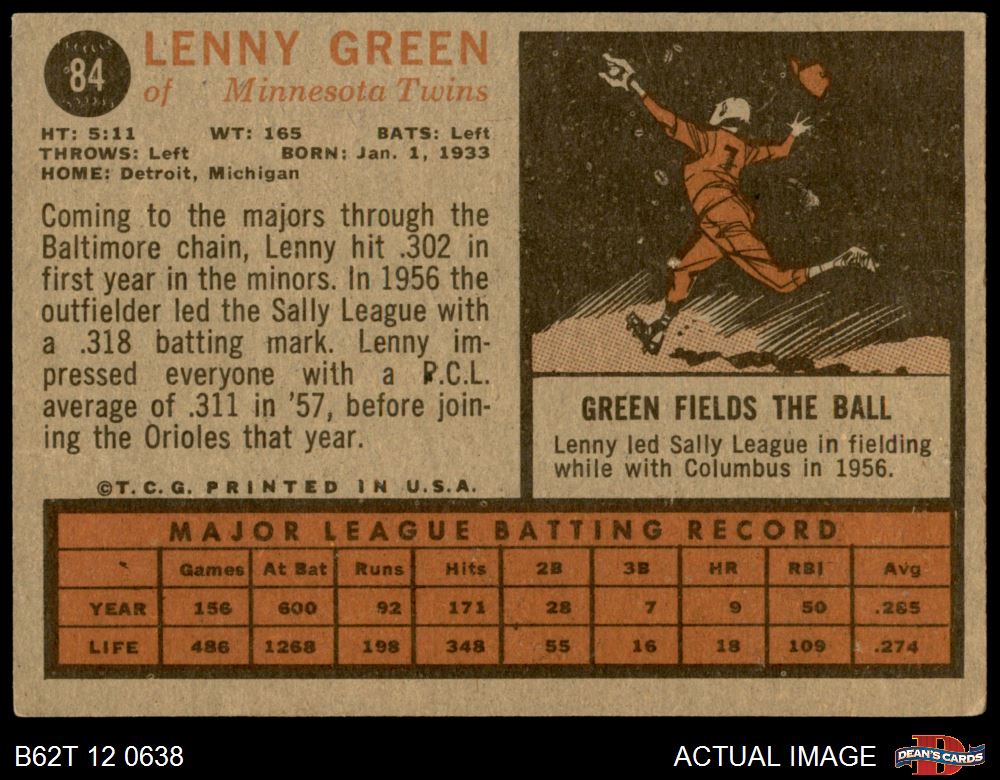 84
LENNY GREEN
of Minnesota Twins
HT: 5:11 WT: 165 BATS: Left
THROWS: Left BORN: Jan. 1, 1933
HOME: Detroit, Michigan
Coming to the majors through the
Baltimore chain, Lenny hit .302 in
first year in the minors. In 1956 the
outfielder led the Sally League with
a .318 batting mark. Lenny im-
pressed everyone with a P.C.L.
average of .311 in '57, before join-
ing the Orioles that year.
©T. C. G. PRINTED IN U.S.A.
7
GREEN FIELDS THE BALL
Lenny led Sally League in fielding
while with Columbus in 1956.
MAJOR LEAGUE BATTING RECORD
Games At Bat Runs Hits 2B 3B HR RBI Avg
YEAR 156 600 92 171 28 7 9 50 .285
LIFE 486 1268 198 348 55 16 18 109 .274
B62T 12 0638 ACTUAL IMAGE
D
DEAN'S CARDS